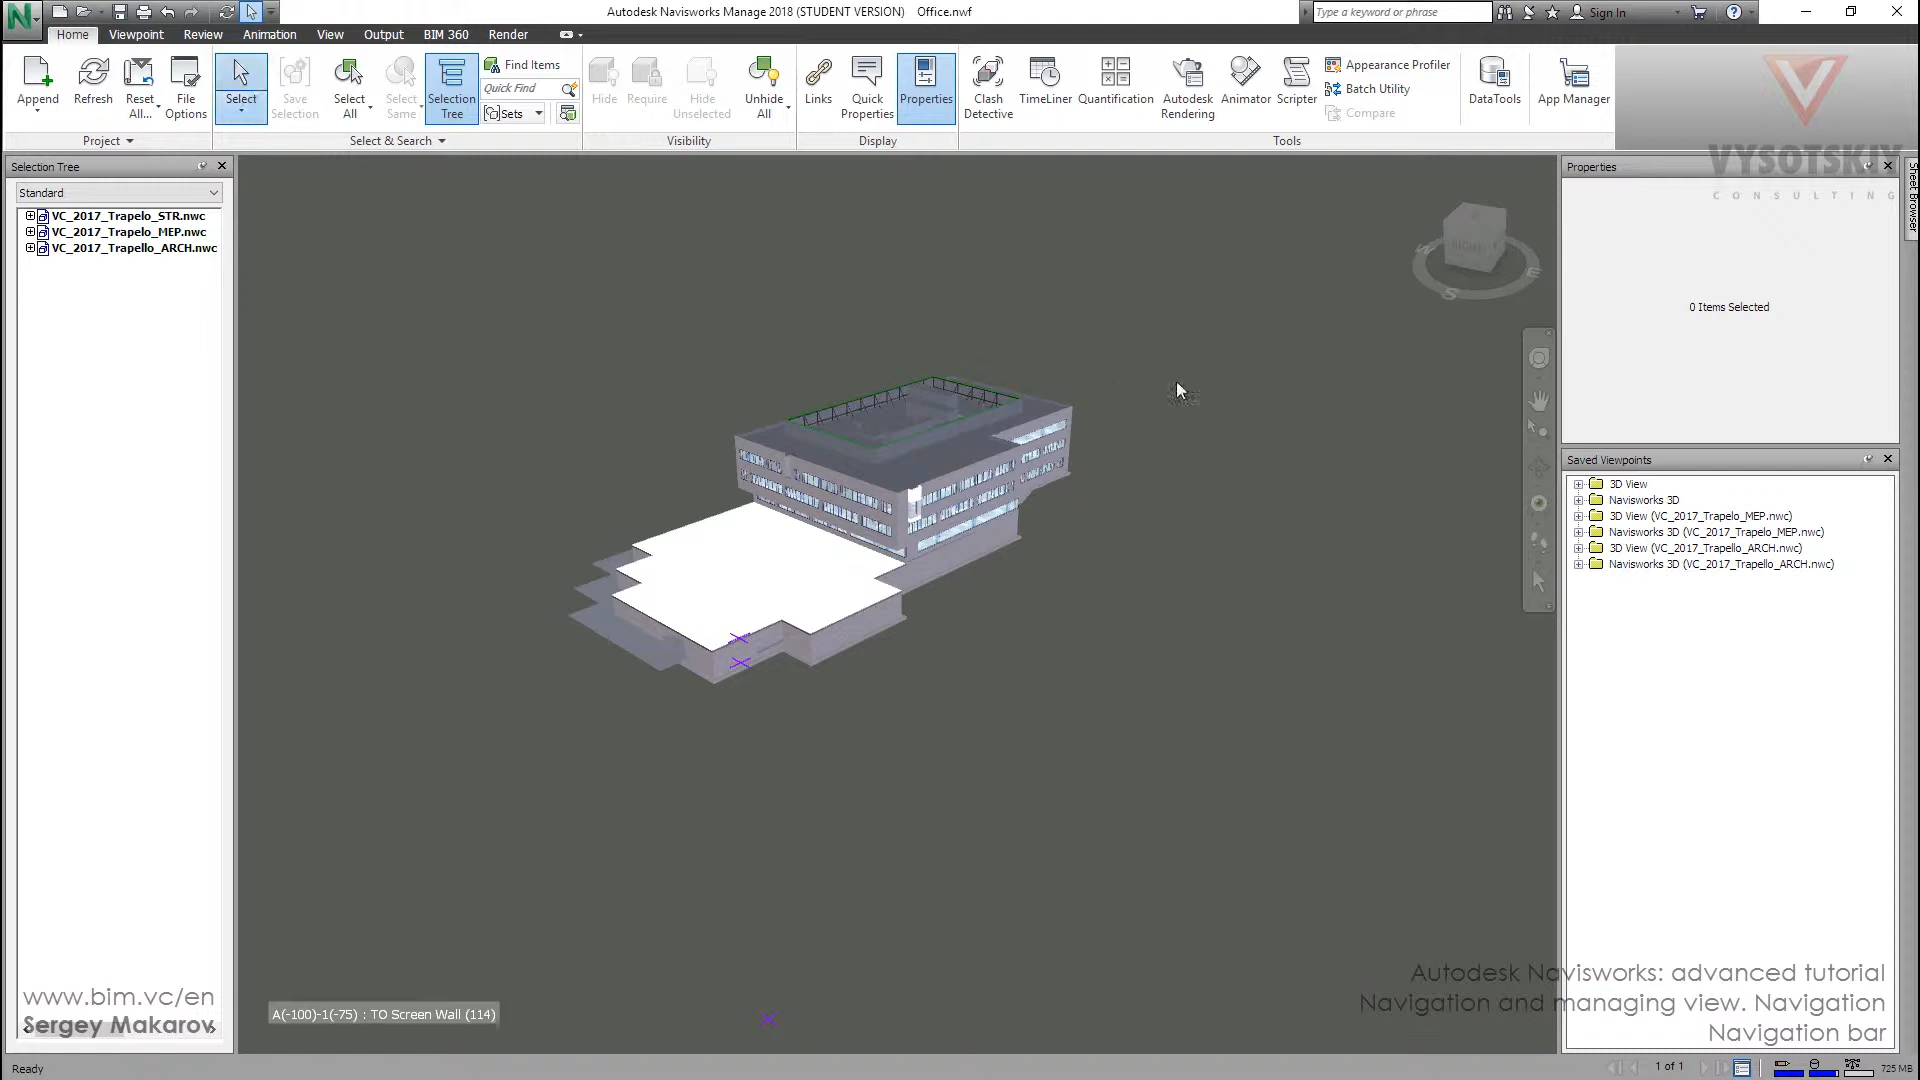 Autodesk Navisworks Manage 2018 (STUDENT VERSION) Office.nwf
Type a keyword or phrase
Sign In
Home Viewpoint Review Animation View Output BIM 360 Render
Append
Refresh
Reset All...
File Options
Project
Select
Save Selection
Select All
Select Same
Selection Tree
Find Items
Quick Find
Sets
Select & Search
Hide
Require
Hide Unselected
Unhide All
Visibility
Links
Quick Properties
Properties
Display
Clash Detective
TimeLiner
Quantification
Autodesk Rendering
Animator
Scripter
Appearance Profiler
Batch Utility
Compare
Tools
DataTools
App Manager
VYSOTSKIY
CONSULTING
Selection Tree
Standard
VC_2017_Trapelo_STR.nwc
VC_2017_Trapelo_MEP.nwc
VC_2017_Trapello_ARCH.nwc
RIGHT
W
S
E
Properties
0 Items Selected
Sheet Browser
Saved Viewpoints
3D View
Navisworks 3D
3D View (VC_2017_Trapelo_MEP.nwc)
Navisworks 3D (VC_2017_Trapelo_MEP.nwc)
3D View (VC_2017_Trapello_ARCH.nwc)
Navisworks 3D (VC_2017_Trapello_ARCH.nwc)
A(-100)-1(-75) : TO Screen Wall (114)
www.bim.vc/en
Sergey Makarov
Autodesk Navisworks: advanced tutorial
Navigation and managing view. Navigation
Navigation bar
Ready
1 of 1
725 MB